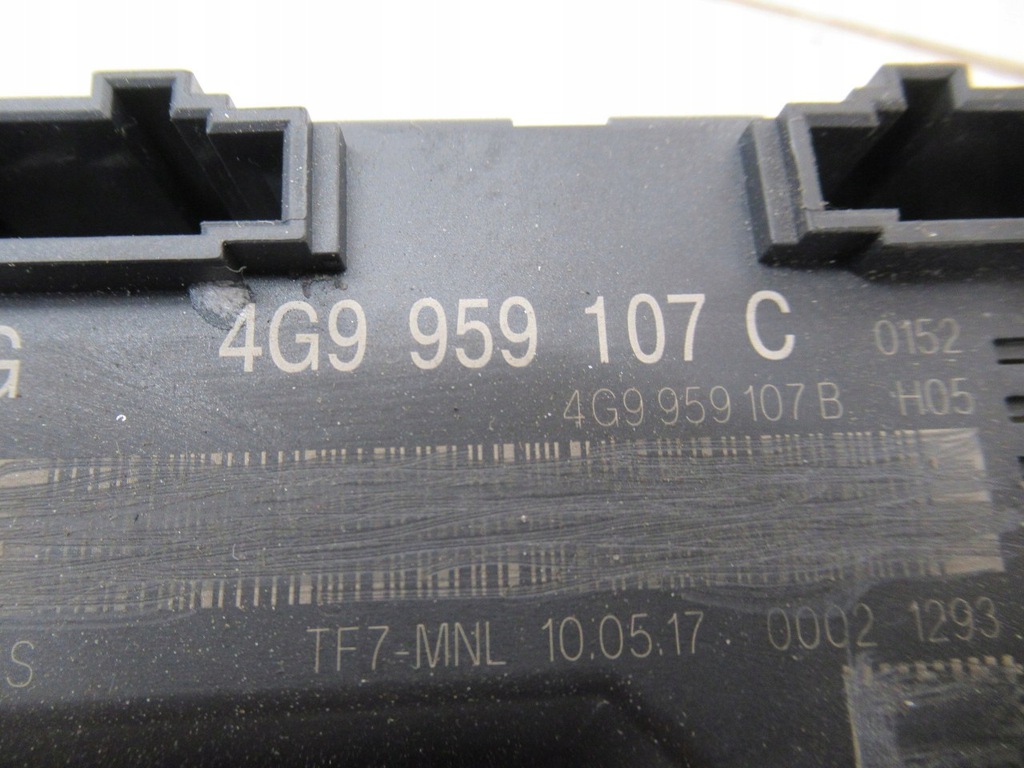 G 4G9 959 107 C 0152
4G9 959 107 B H05
S TF7-MNL 10.05.17 0002 1293